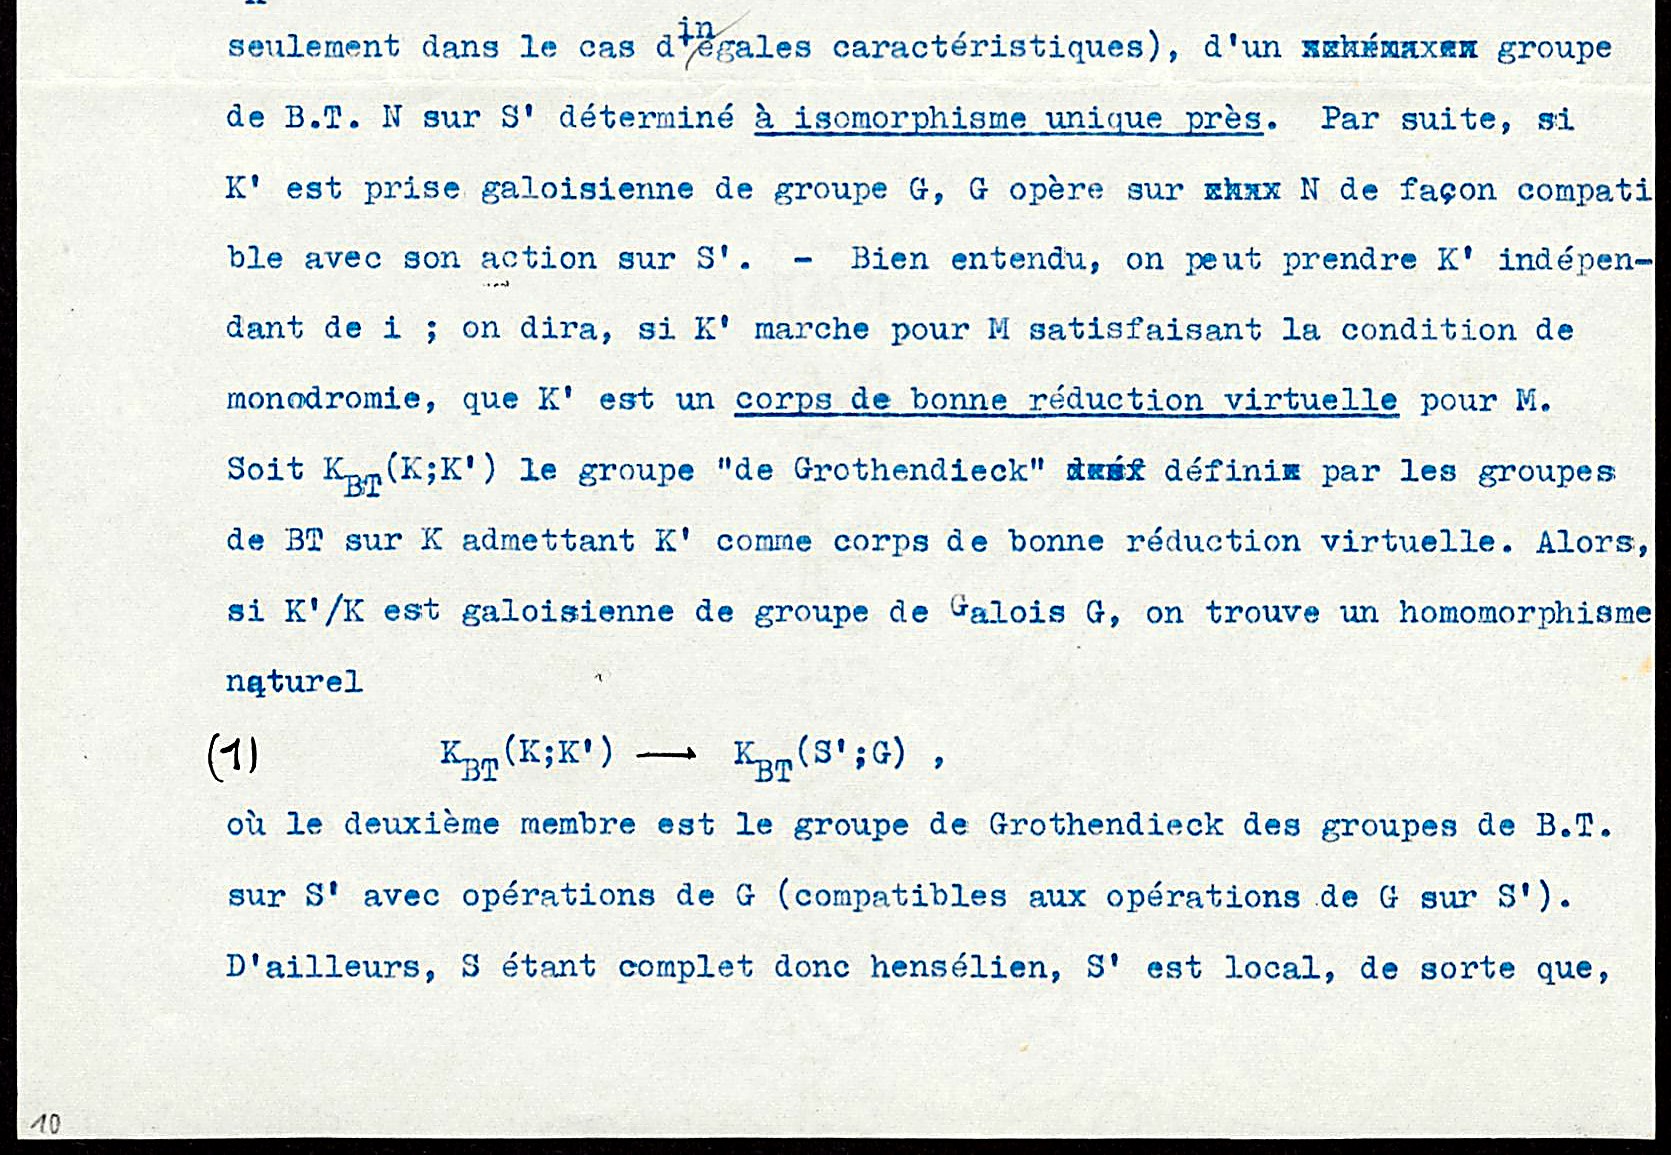 seulement dans le cas d'inégales caractéristiques), d'un groupe
de B.T. N sur S' déterminé à isomorphisme unique près. Par suite, si
K' est prise galoisienne de groupe G, G opère sur N de façon compati
ble avec son action sur S'. - Bien entendu, on peut prendre K' indépen-
dant de i ; on dira, si K' marche pour M satisfaisant la condition de
monodromie, que K' est un corps de bonne réduction virtuelle pour M.
Soit K_BT(K;K') le groupe "de Grothendieck" défini par les groupes
de BT sur K admettant K' comme corps de bonne réduction virtuelle. Alors,
si K'/K est galoisienne de groupe de Galois G, on trouve un homomorphisme
naturel
(1) K_BT(K;K') ⟶ K_BT(S';G) ,
où le deuxième membre est le groupe de Grothendieck des groupes de B.T.
sur S' avec opérations de G (compatibles aux opérations de G sur S').
D'ailleurs, S étant complet donc hensélien, S' est local, de sorte que,
10